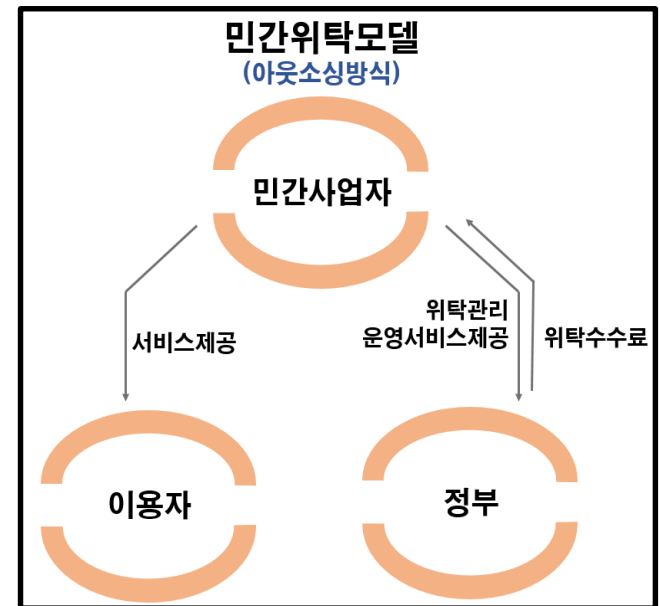 민간위탁모델
(아웃소싱방식)
민간사업자
서비스제공
위탁관리
운영서비스제공
위탁수수료
이용자
정부